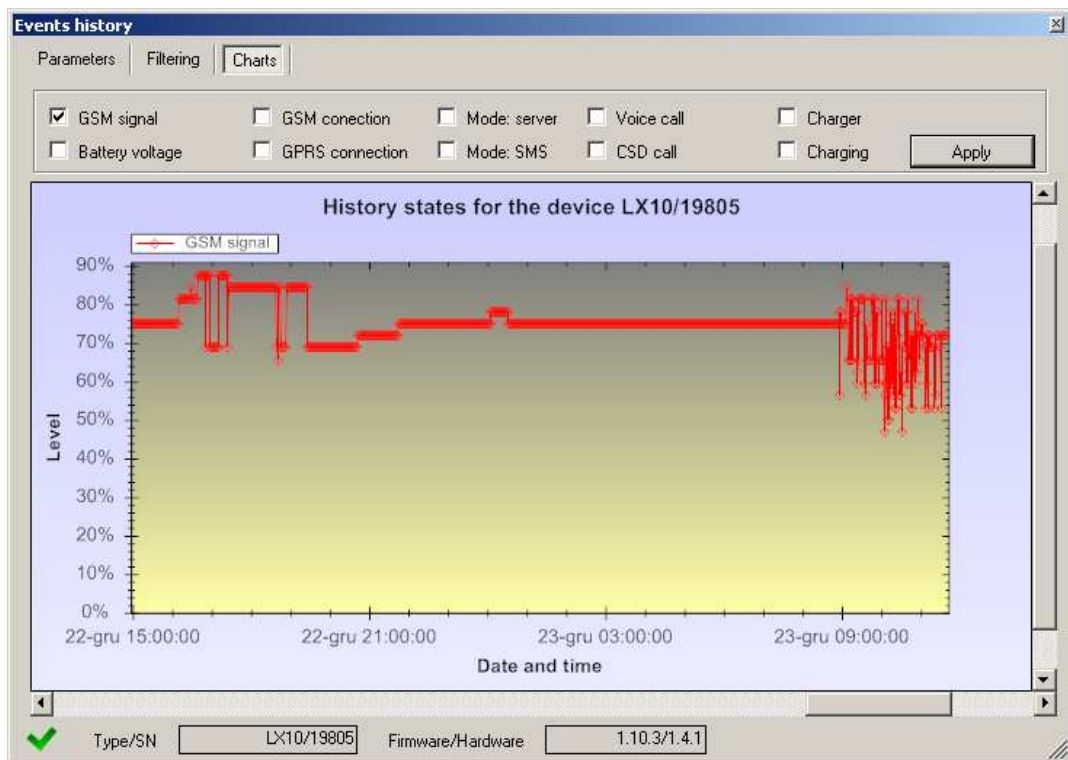 Events history
Parameters Filtering Charts
GSM signal GSM conection Mode: server Voice call Charger
Battery voltage GPRS connection Mode: SMS CSD call Charging Apply
History states for the device LX10/19805
GSM signal
90%
80%
70%
60%
50%
40%
30%
20%
10%
0%
Level
22-gru 15:00:00 22-gru 21:00:00 23-gru 03:00:00 23-gru 09:00:00
Date and time
Type/SN LX10/19805 Firmware/Hardware 1.10.3/1.4.1